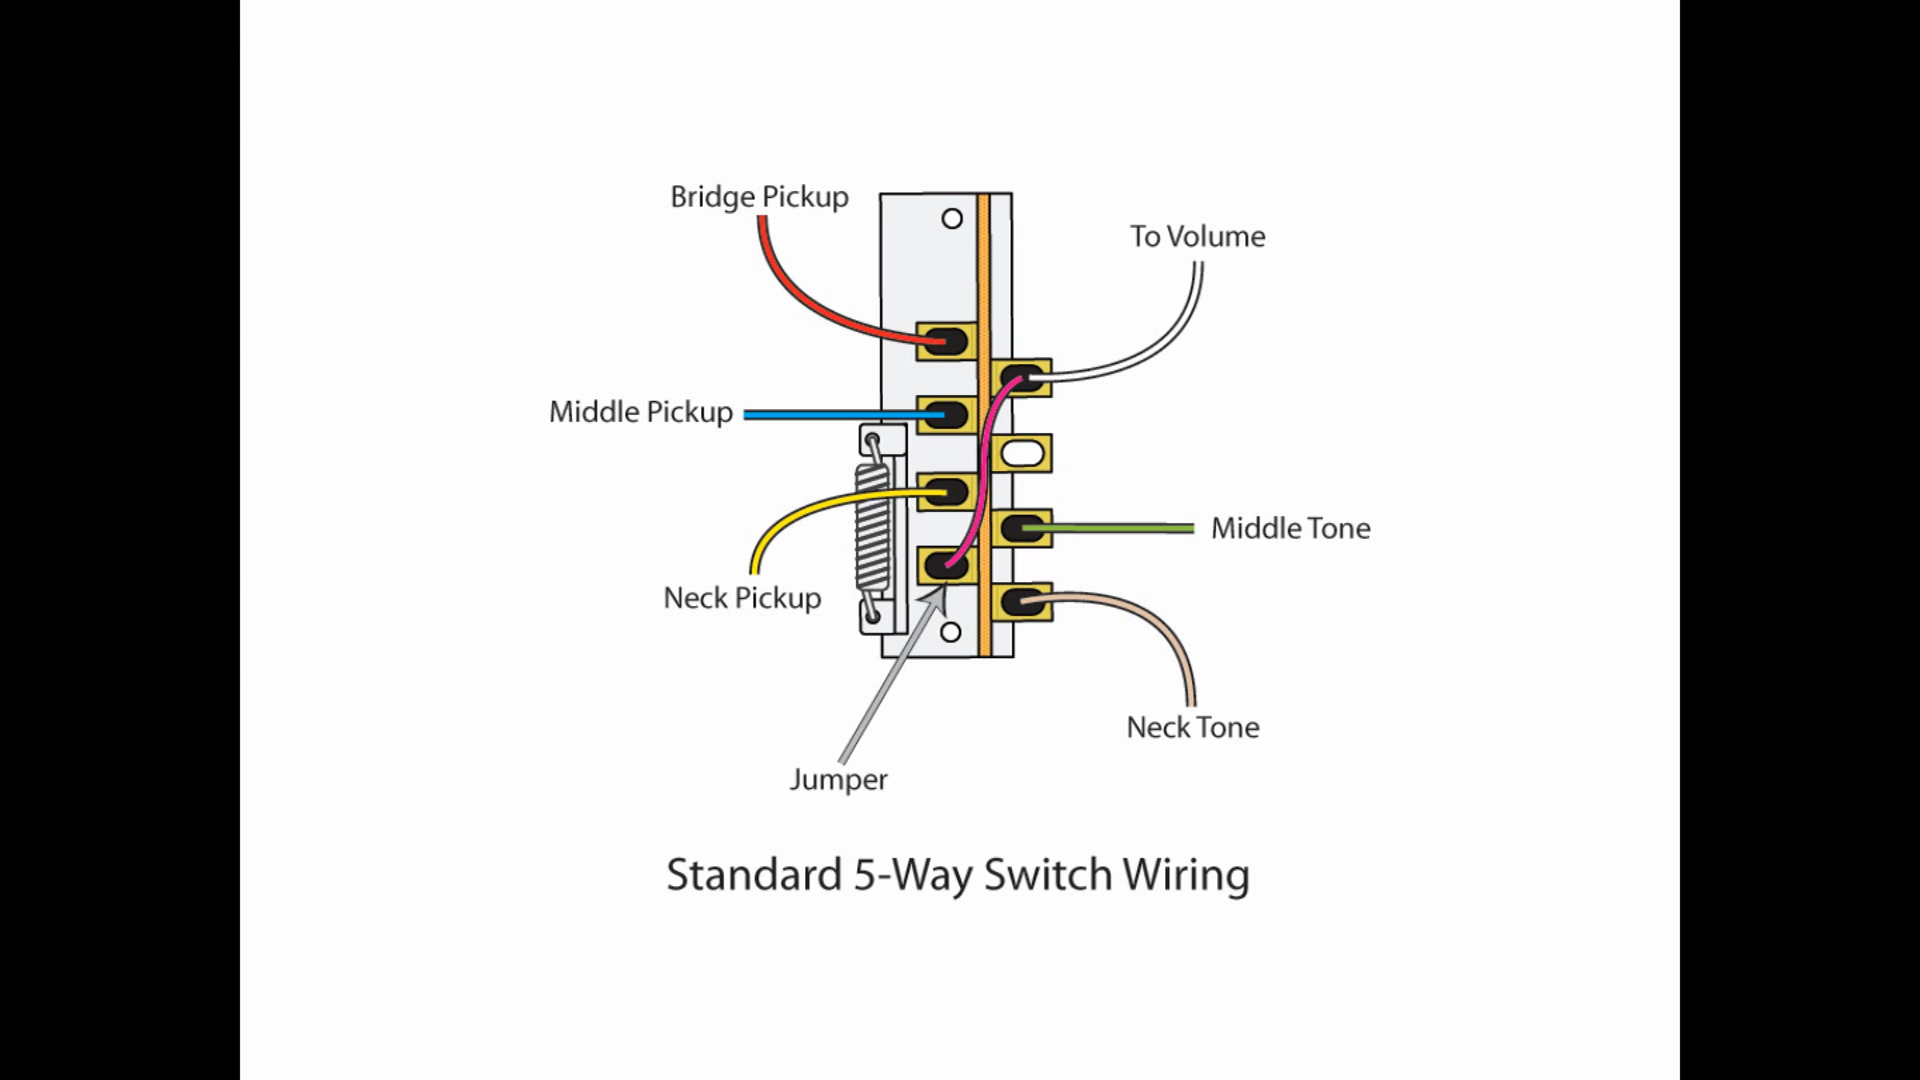 Bridge Pickup
To Volume
Middle Pickup
Middle Tone
Neck Pickup
Neck Tone
Jumper
Standard 5-Way Switch Wiring